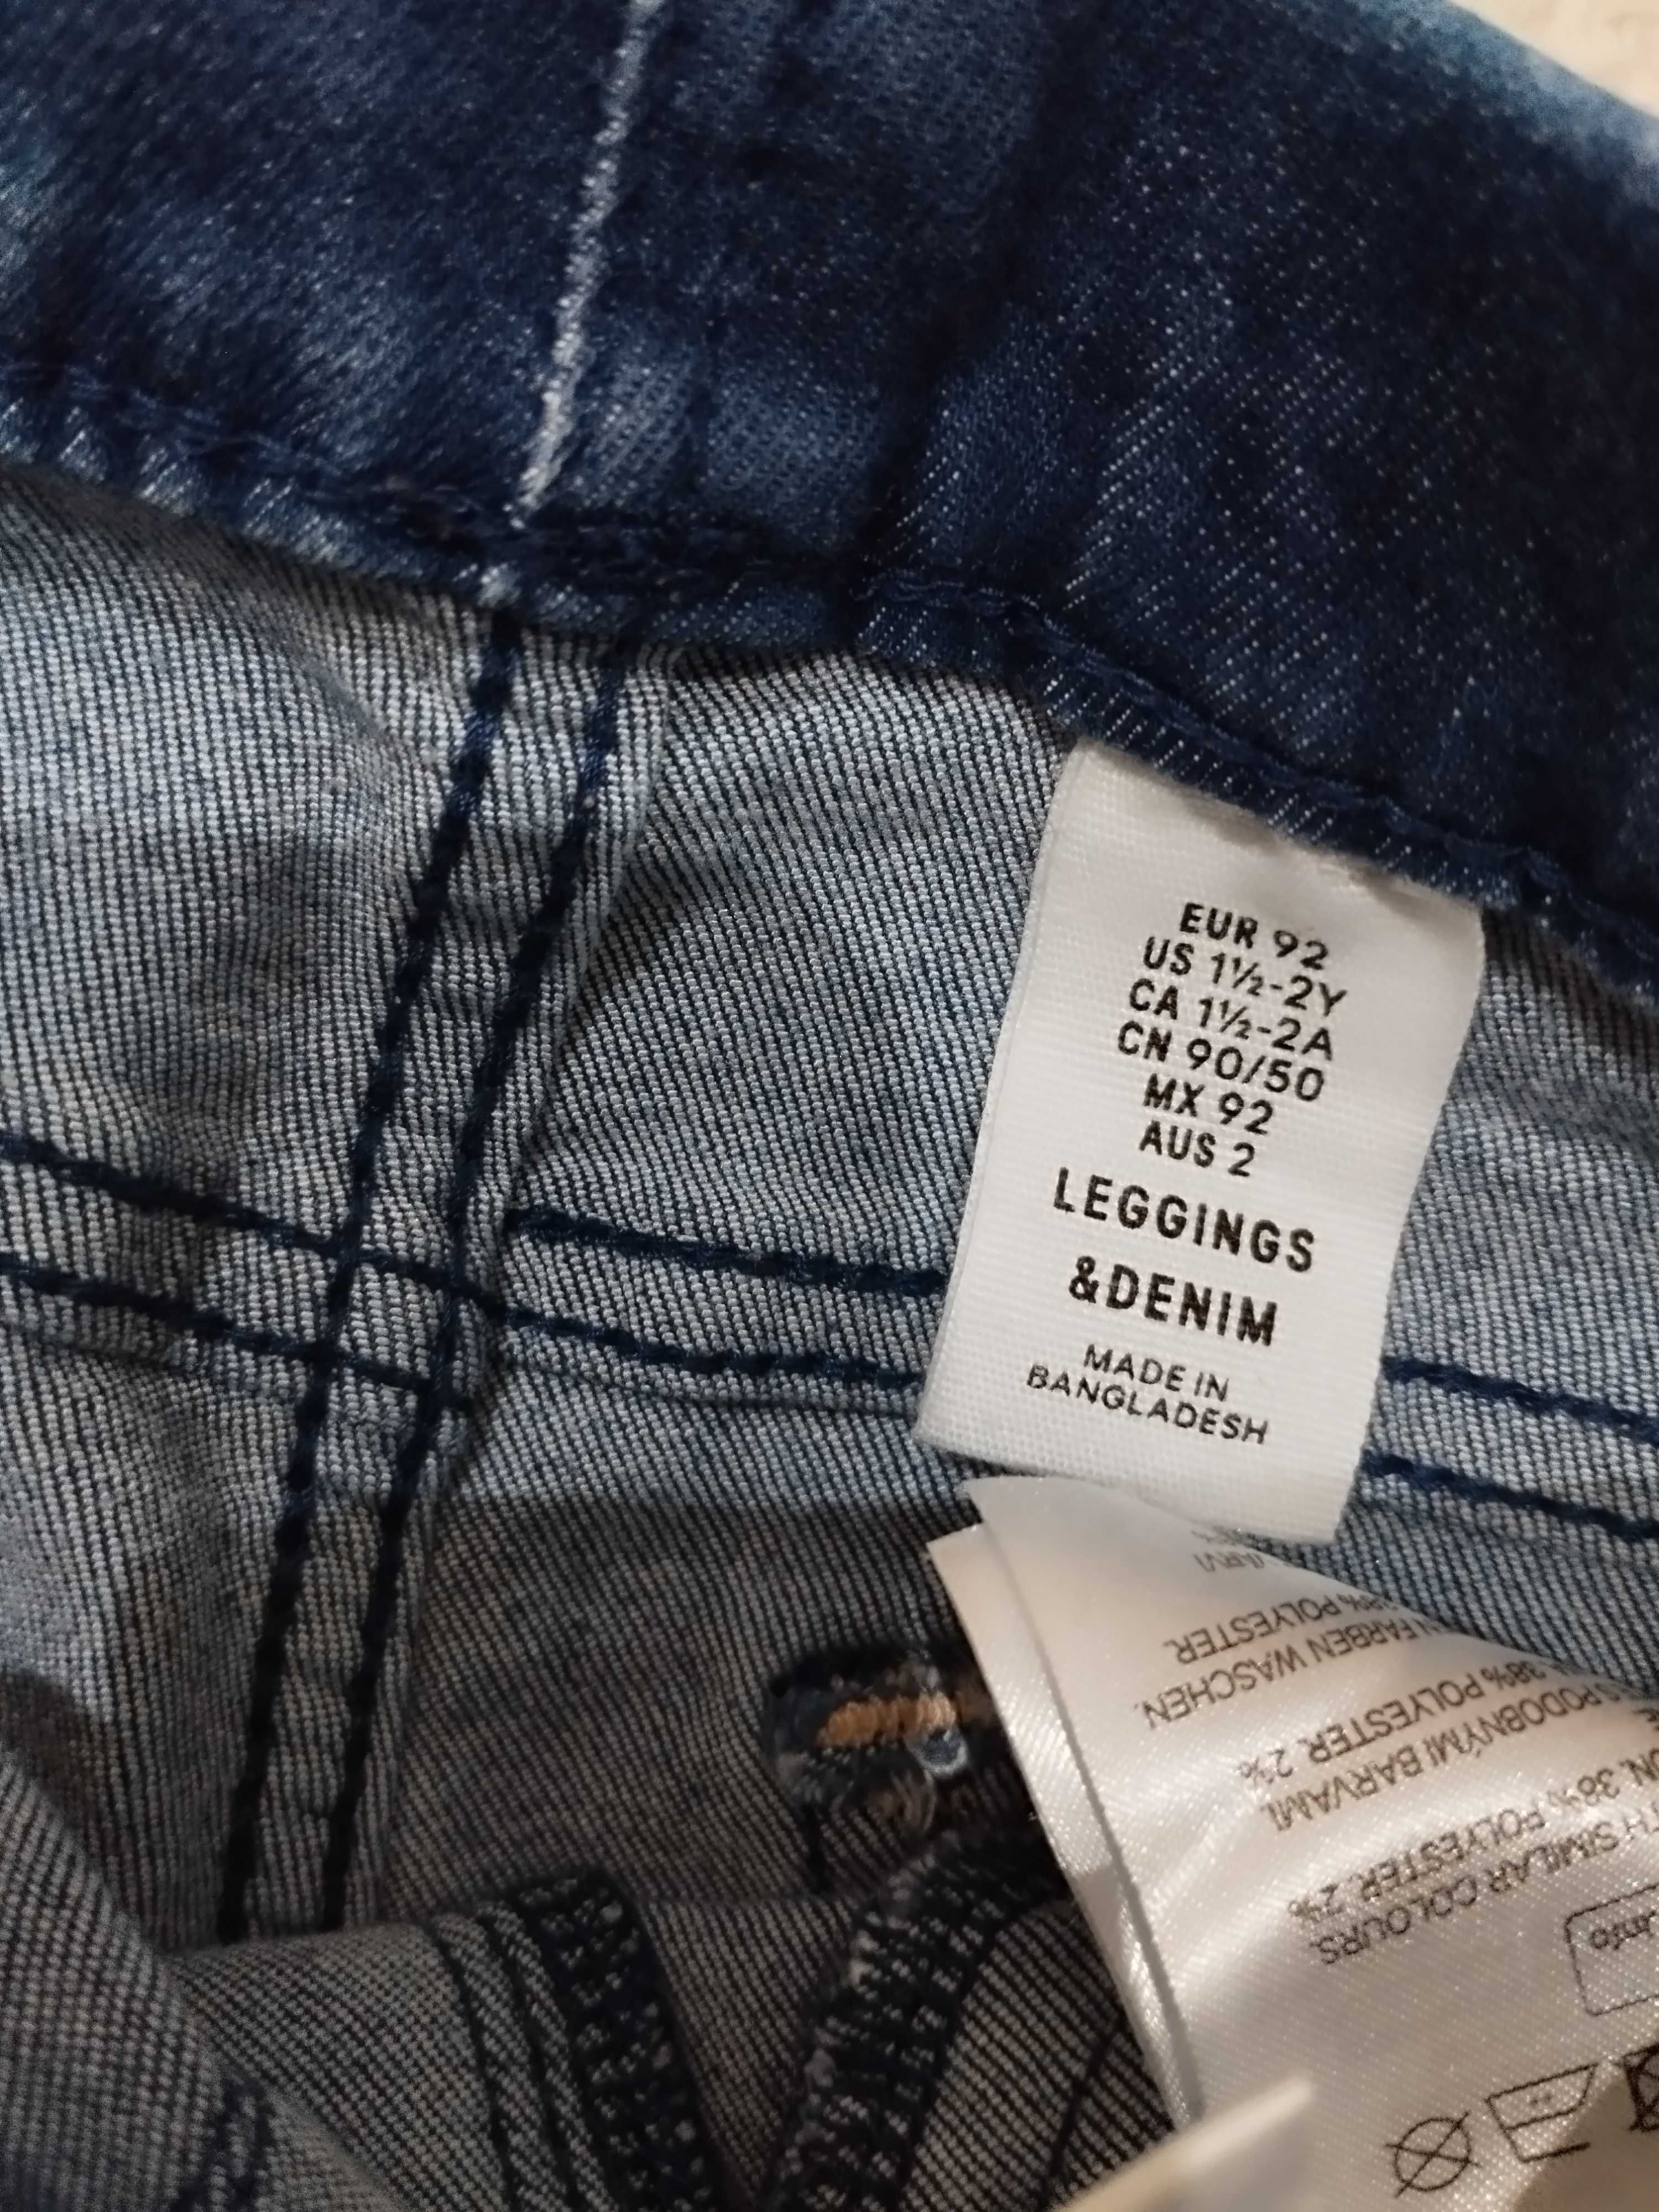 EUR 92
US 1½-2Y
CA 1½-2A
CN 90/50
MX 92
AUS 2
LEGGINGS
&DENIM
MADE IN
BANGLADESH
TH SIMILAR COLOURS.
38% POLYESTER. 2%
PODOBNÝMI BARVAMI.
38% POLYESTER. 2%
FARBEN WASCHEN.
POLYESTER